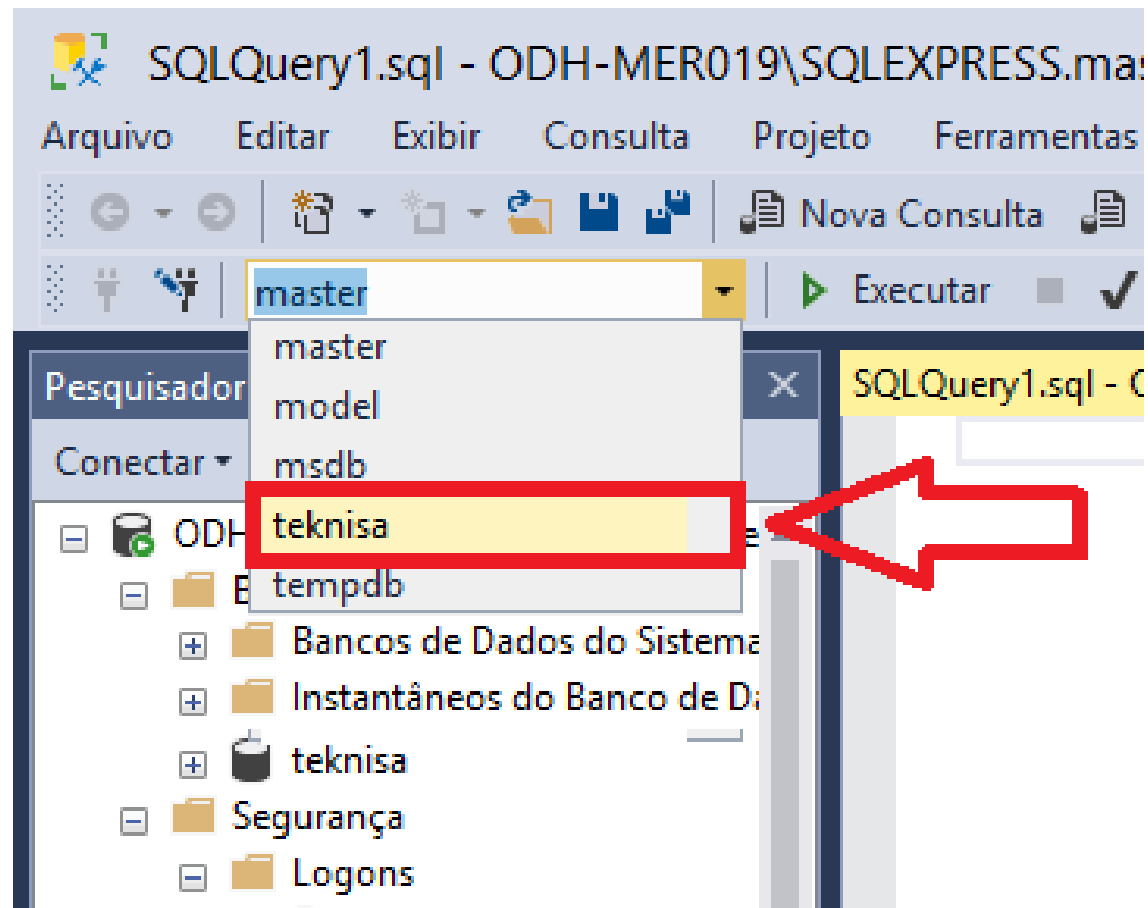 SQLQuery1.sql - ODH-MER019\SQLEXPRESS.mas
Arquivo Editar Exibir Consulta Projeto Ferramentas
Nova Consulta
master
Executar
master
model
msdb
teknisa
tempdb
Pesquisador
SQLQuery1.sql -
Conectar
ODH
Bancos de Dados do Sistema
Instantâneos do Banco de
teknisa
Segurança
Logons